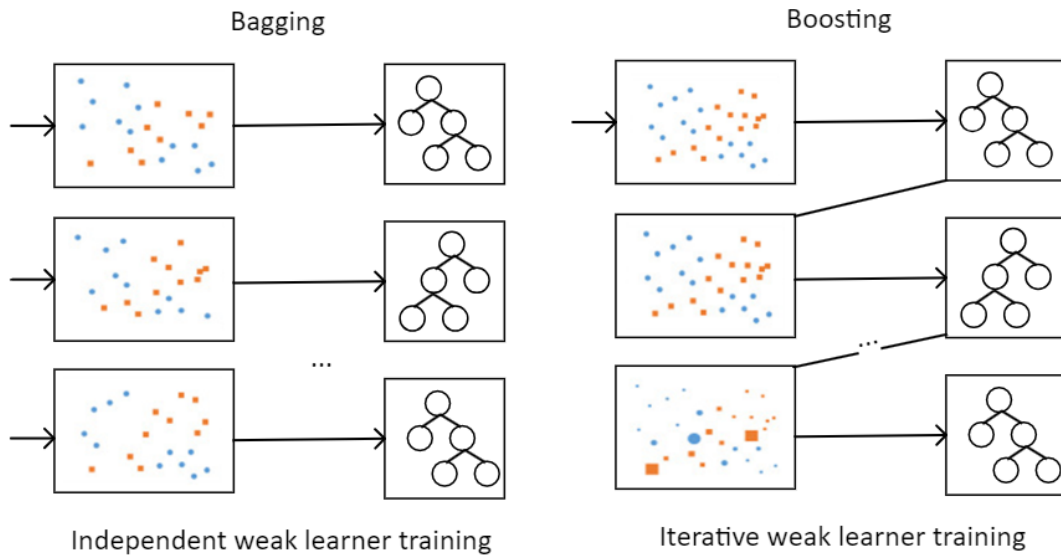 Bagging
Boosting
...
...
Independent weak learner training
Iterative weak learner training